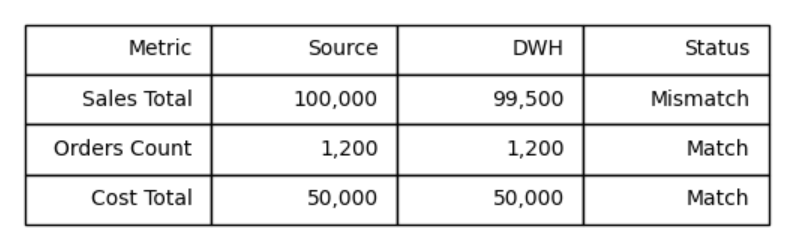 Metric Source DWH Status
Sales Total 100,000 99,500 Mismatch
Orders Count 1,200 1,200 Match
Cost Total 50,000 50,000 Match